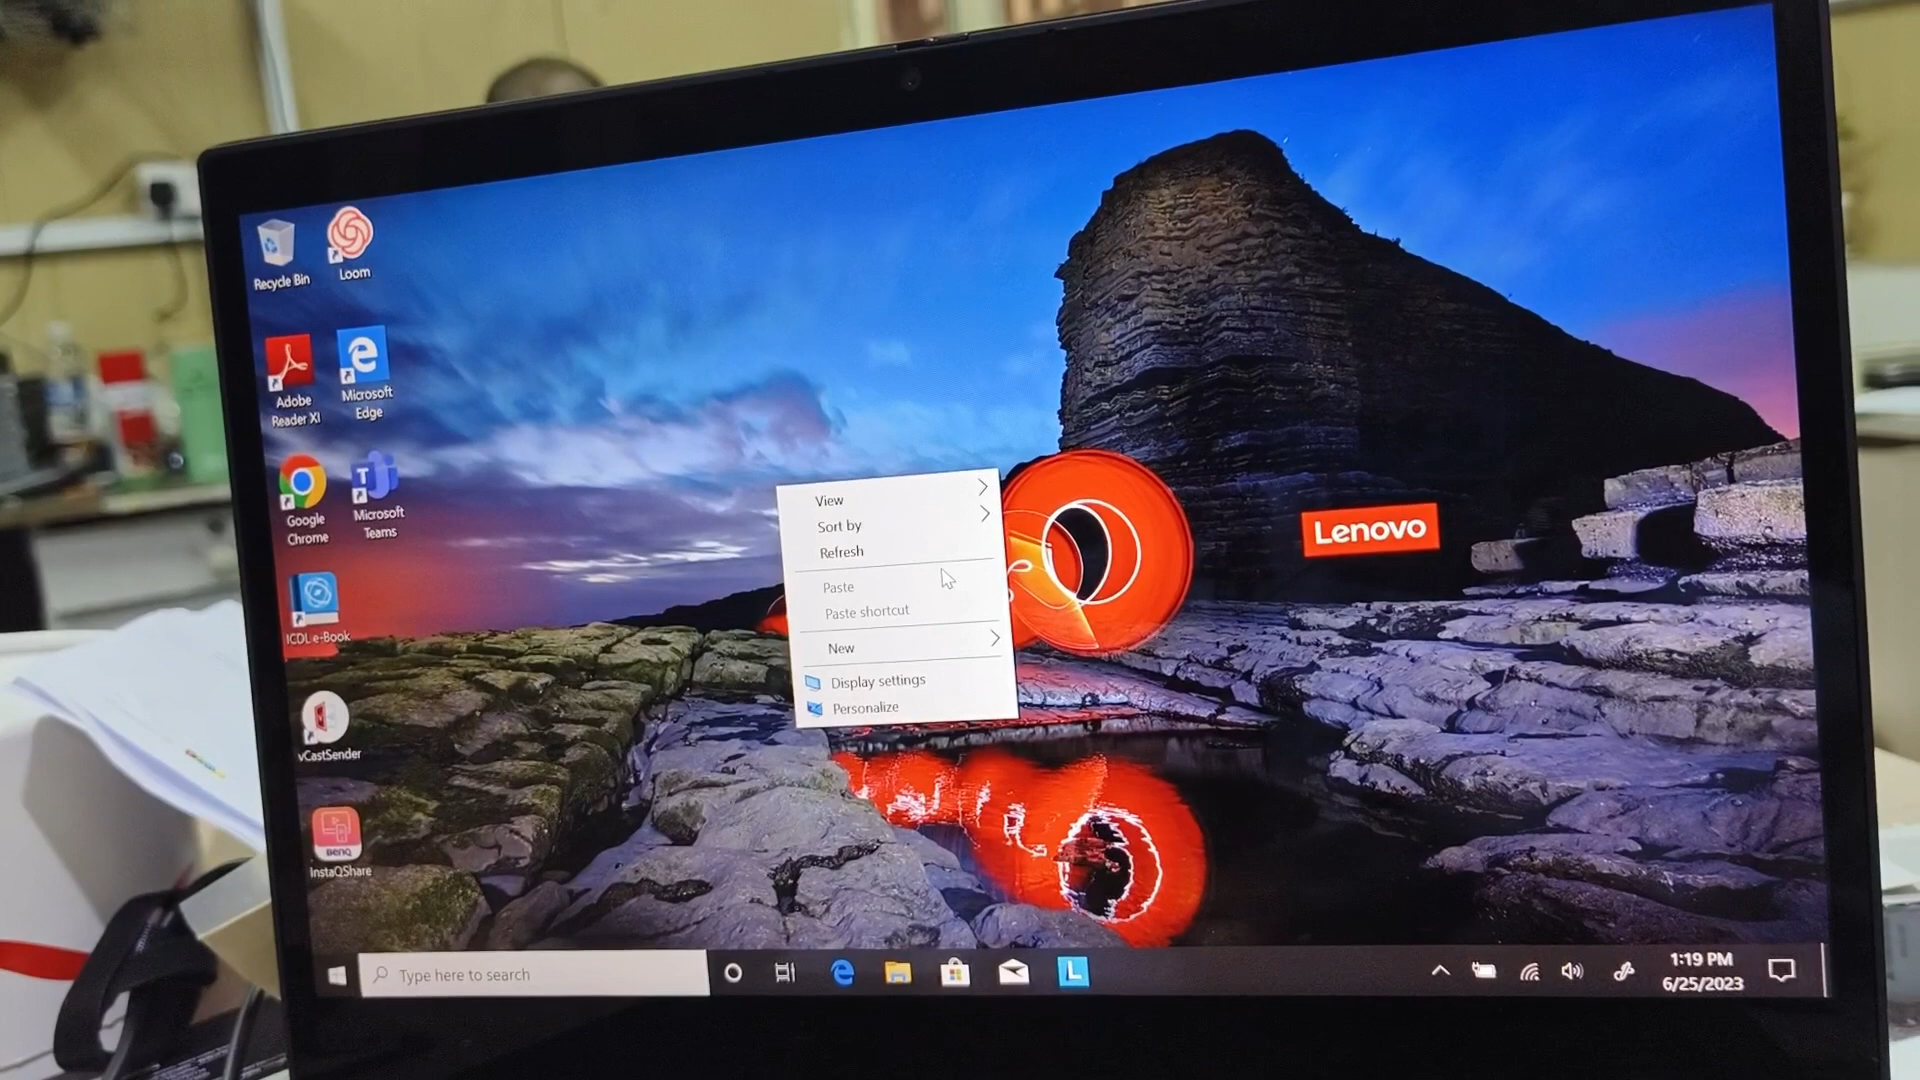 Recycle Bin
Loom
Adobe
Reader XI
Microsoft
Edge
Google
Chrome
Microsoft
Teams
ICDL e-Book
vCastSender
BenQ
InstaQShare
View
Sort by
Refresh
Paste
Paste shortcut
New
Display settings
Personalize
Lenovo
Type here to search
L
1:19 PM
6/25/2023